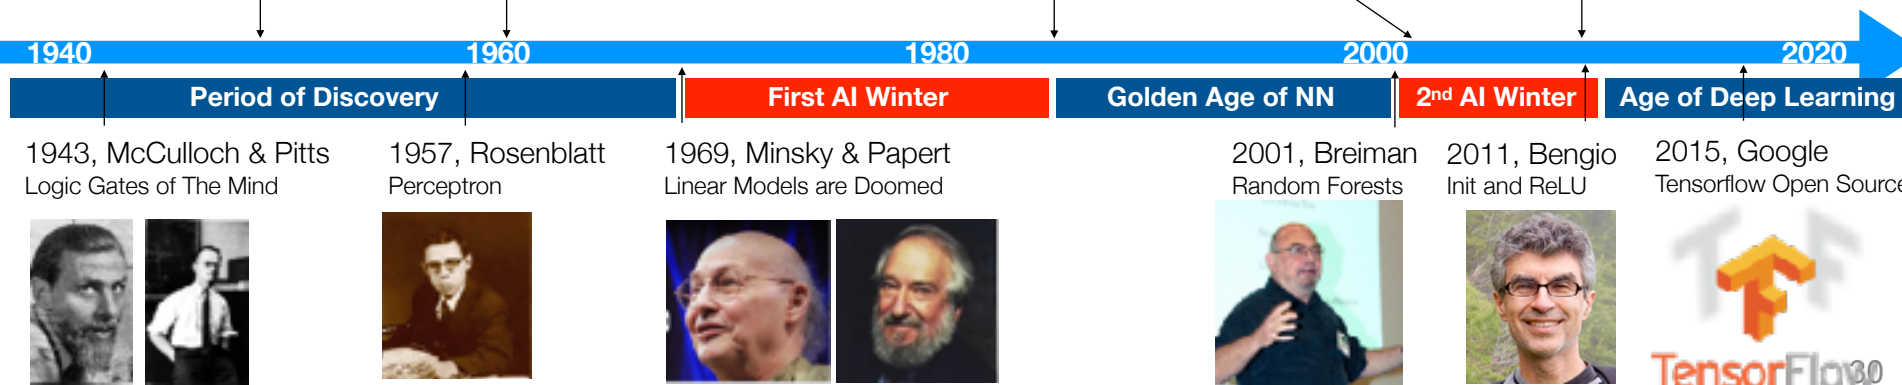 1940 1960 1980 2000 2020
Period of Discovery First AI Winter Golden Age of NN 2nd AI Winter Age of Deep Learning
1943, McCulloch & Pitts
Logic Gates of The Mind
1957, Rosenblatt
Perceptron
1969, Minsky & Papert
Linear Models are Doomed
2001, Breiman
Random Forests
2011, Bengio
Init and ReLU
2015, Google
Tensorflow Open Source
TensorFlow
30